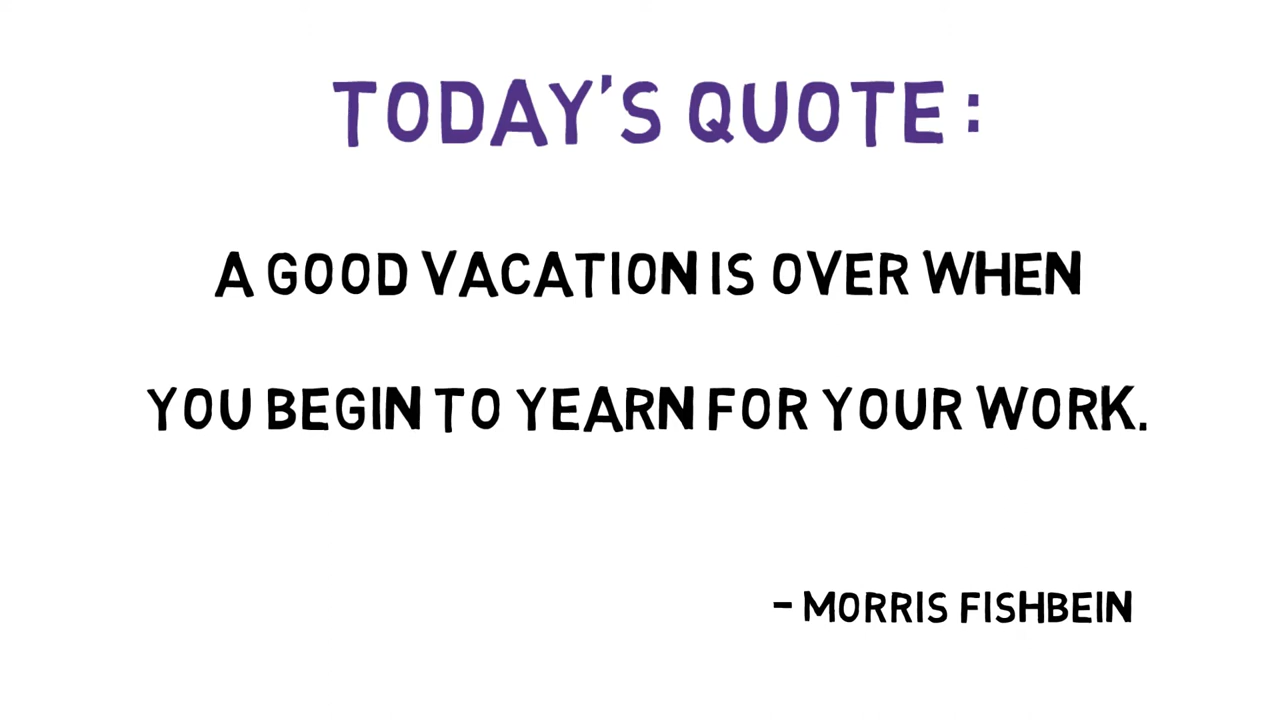 TODAY'S QUOTE :
A GOOD VACATION IS OVER WHEN
YOU BEGIN TO YEARN FOR YOUR WORK.
- MORRIS FISHBEIN